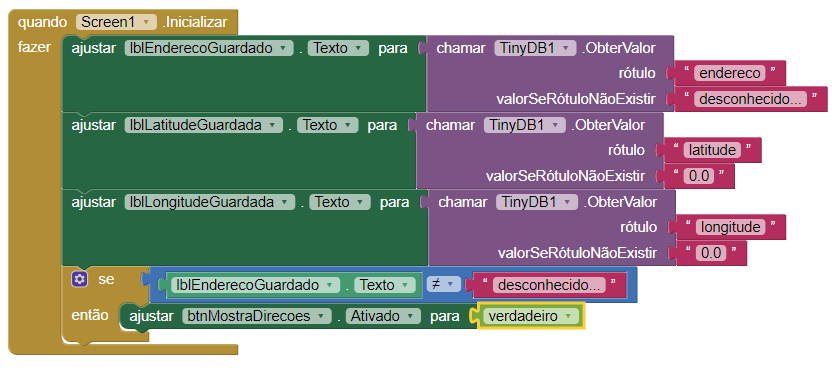 quando Screen1 .Inicializar
fazer ajustar lblEnderecoGuardado . Texto para chamar TinyDB1 .ObterValor
rótulo “ endereco ”
valorSeRótuloNãoExistir “ desconhecido... ”
ajustar lblLatitudeGuardada . Texto para chamar TinyDB1 .ObterValor
rótulo “ latitude ”
valorSeRótuloNãoExistir “ 0.0 ”
ajustar lblLongitudeGuardada . Texto para chamar TinyDB1 .ObterValor
rótulo “ longitude ”
valorSeRótuloNãoExistir “ 0.0 ”
se lblEnderecoGuardado . Texto ≠ “ desconhecido... ”
então ajustar btnMostraDirecoes . Ativado para verdadeiro